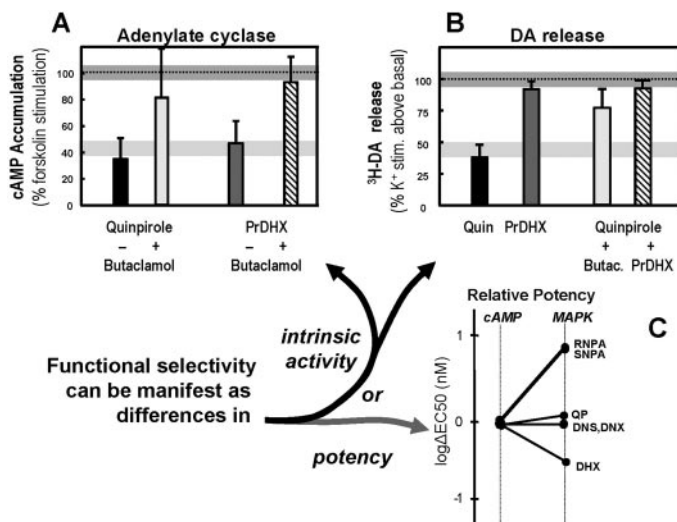 A
Adenylate cyclase
cAMP Accumulation
(% forskolin stimulation)
100
80
60
40
20
0
Quinpirole
PrDHX
– + – +
Butaclamol Butaclamol
B
DA release
³H-DA release
(% K⁺ stim. above basal)
100
75
50
25
0
Quin PrDHX Quinpirole
+ +
Butac. PrDHX
Functional selectivity
can be manifest as
differences in
intrinsic
activity
or
potency
Relative Potency
cAMP MAPK
C
logΔEC50 (nM)
1
0
-1
RNPA
SNPA
QP
DNS,DNX
DHX